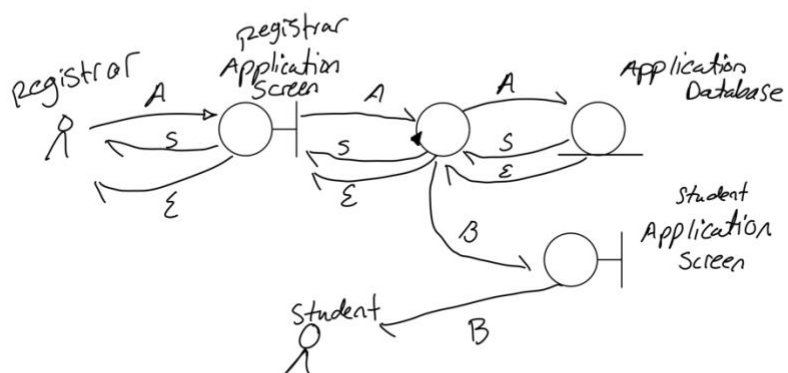 Registrar
Registrar
Application
Screen
A
S
E
A
S
E
A
S
E
Application
Database
B
Student
Application
Screen
Student
B